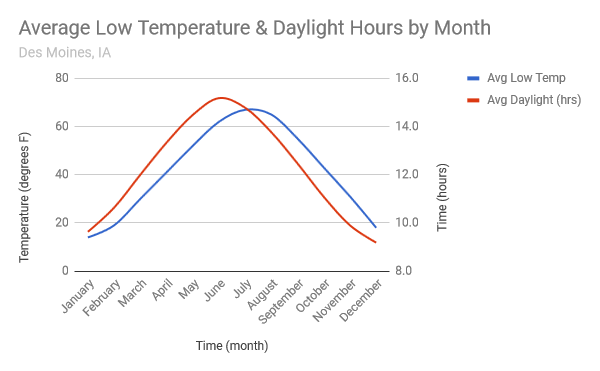 Average Low Temperature & Daylight Hours by Month
Des Moines, IA
80
60
40
20
0
Temperature (degrees F)
16.0
14.0
12.0
10.0
8.0
Time (hours)
Avg Low Temp
Avg Daylight (hrs)
January
February
March
April
May
June
July
August
September
October
November
December
Time (month)